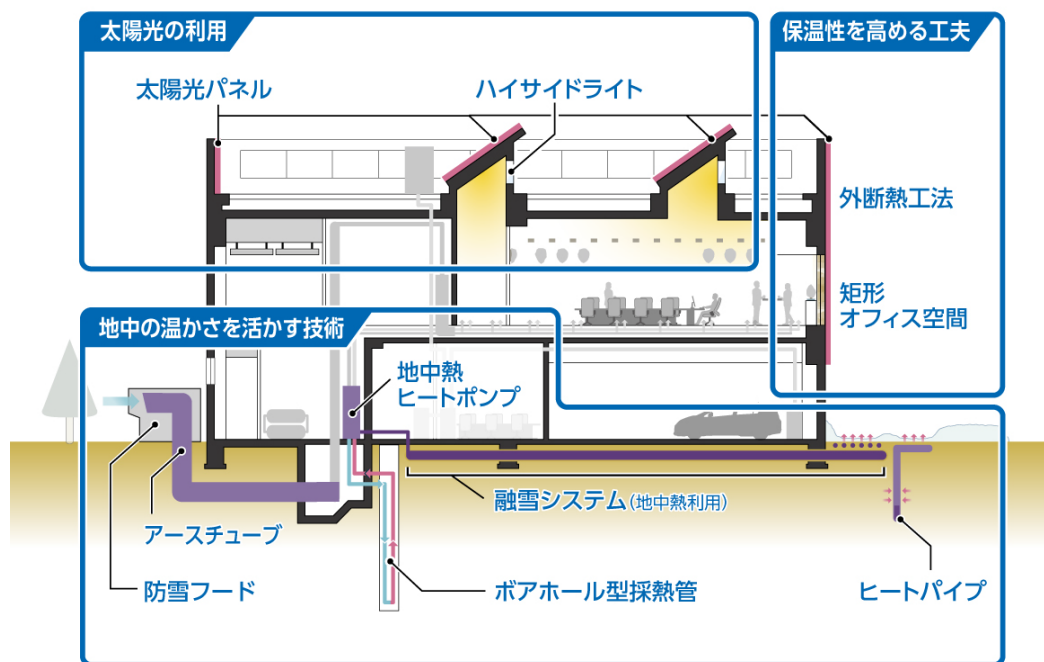 太陽光の利用
太陽光パネル
ハイサイドライト
保温性を高める工夫
外断熱工法
矩形
オフィス空間
地中の温かさを活かす技術
地中熱
ヒートポンプ
融雪システム(地中熱利用)
アースチューブ
防雪フード
ボアホール型採熱管
ヒートパイプ